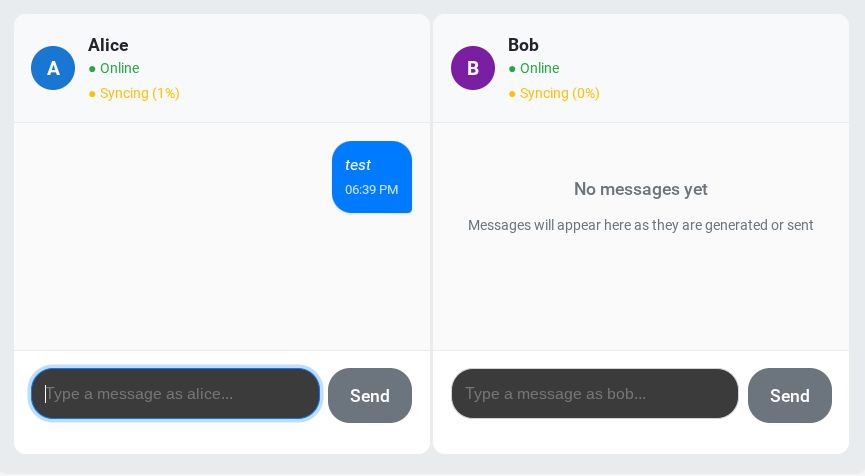 A
Alice
● Online
● Syncing (1%)
test
06:39 PM
Type a message as alice...
Send
B
Bob
● Online
● Syncing (0%)
No messages yet
Messages will appear here as they are generated or sent
Type a message as bob...
Send